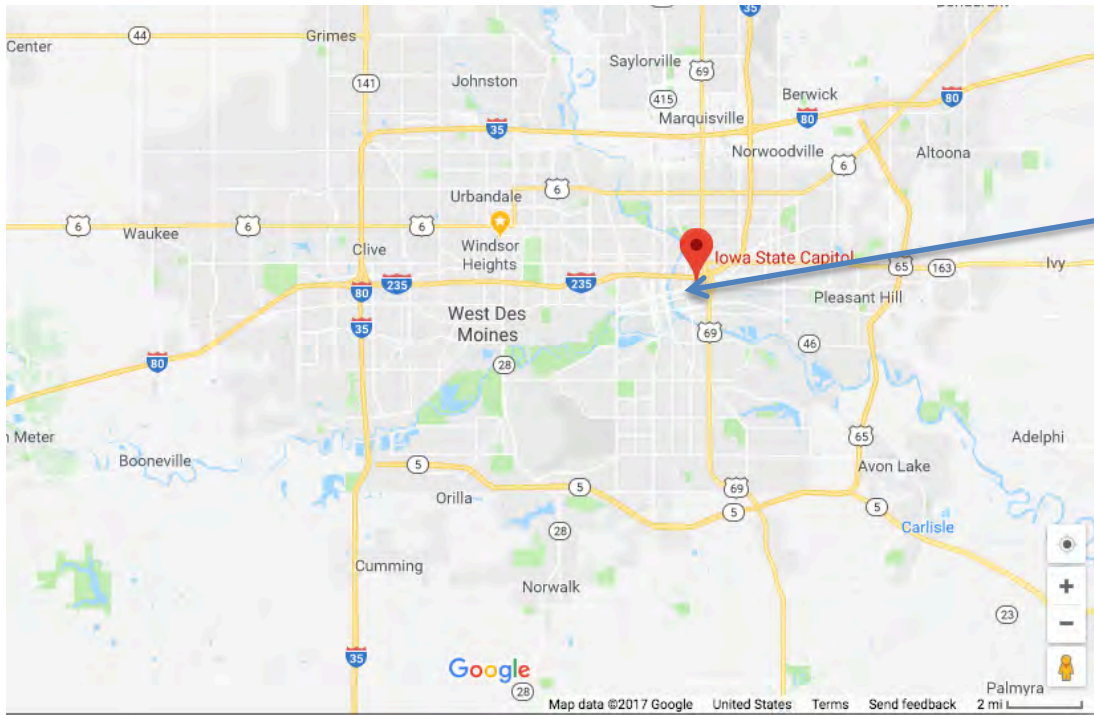 35
44
Center
Grimes
Saylorville
69
141
Johnston
415
Berwick
80
Marquisville
80
35
Norwoodville
Altoona
6
6
Urbandale
6
6
6
Waukee
Clive
Windsor
Heights
Iowa State Capitol
65
163
Ivy
80
235
235
Pleasant Hill
West Des
Moines
35
69
46
80
28
Meter
65
Adelphi
Booneville
5
Avon Lake
Orilla
5
69
5
5
28
Carlisle
Cumming
Norwalk
23
35
Google
28
Palmyra
Map data ©2017 Google United States Terms Send feedback 2 mi